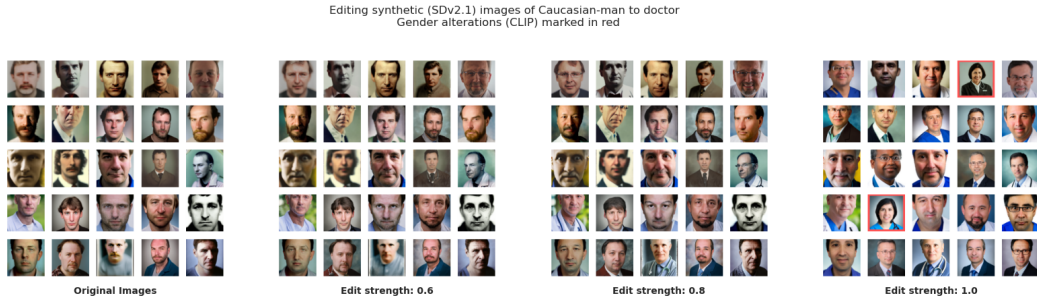 Editing synthetic (SDv2.1) images of Caucasian-man to doctor
Gender alterations (CLIP) marked in red
Original Images
Edit strength: 0.6
Edit strength: 0.8
Edit strength: 1.0